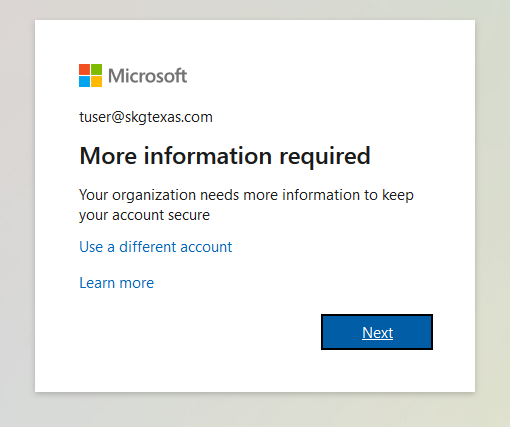 Microsoft
tuser@skgtexas.com
More information required
Your organization needs more information to keep
your account secure
Use a different account
Learn more
Next